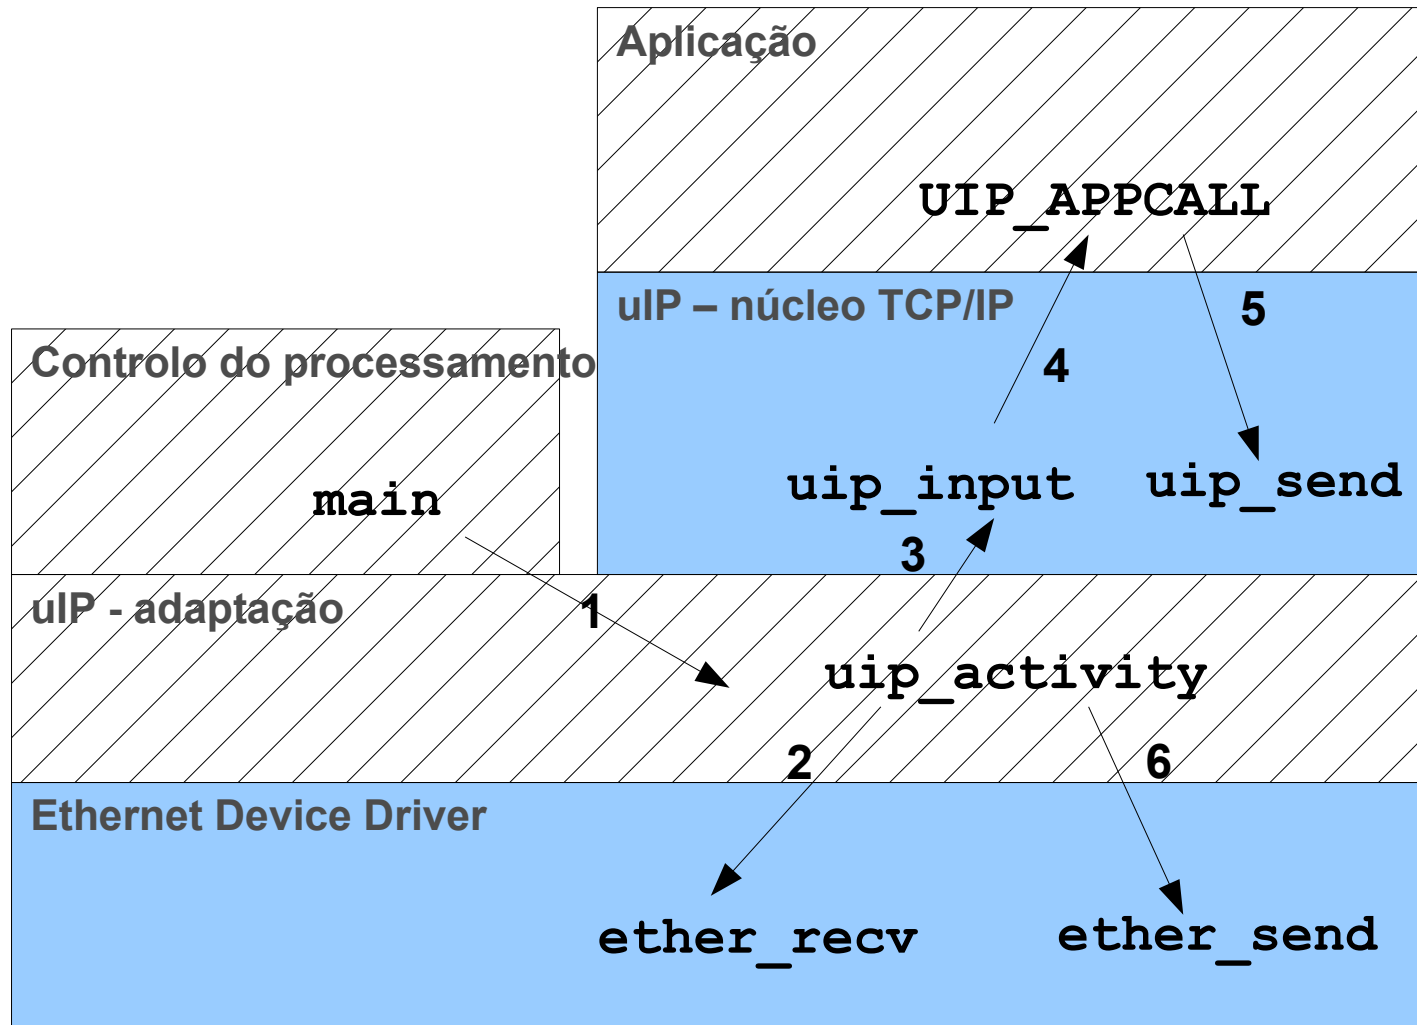 Aplicação
UIP_APPCALL
uIP – núcleo TCP/IP
5
4
Controlo do processamento
main
uip_input
uip_send
3
uIP - adaptação
1
uip_activity
2
6
Ethernet Device Driver
ether_recv
ether_send